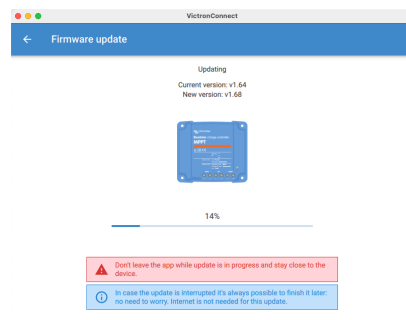 VictronConnect
Firmware update
Updating
Current version: v1.64
New version: v1.68
MPPT
14%
Don't leave the app while update is in progress and stay close to the
device.
In case the update is interrupted it's always possible to finish it later:
no need to worry. Internet is not needed for this update.